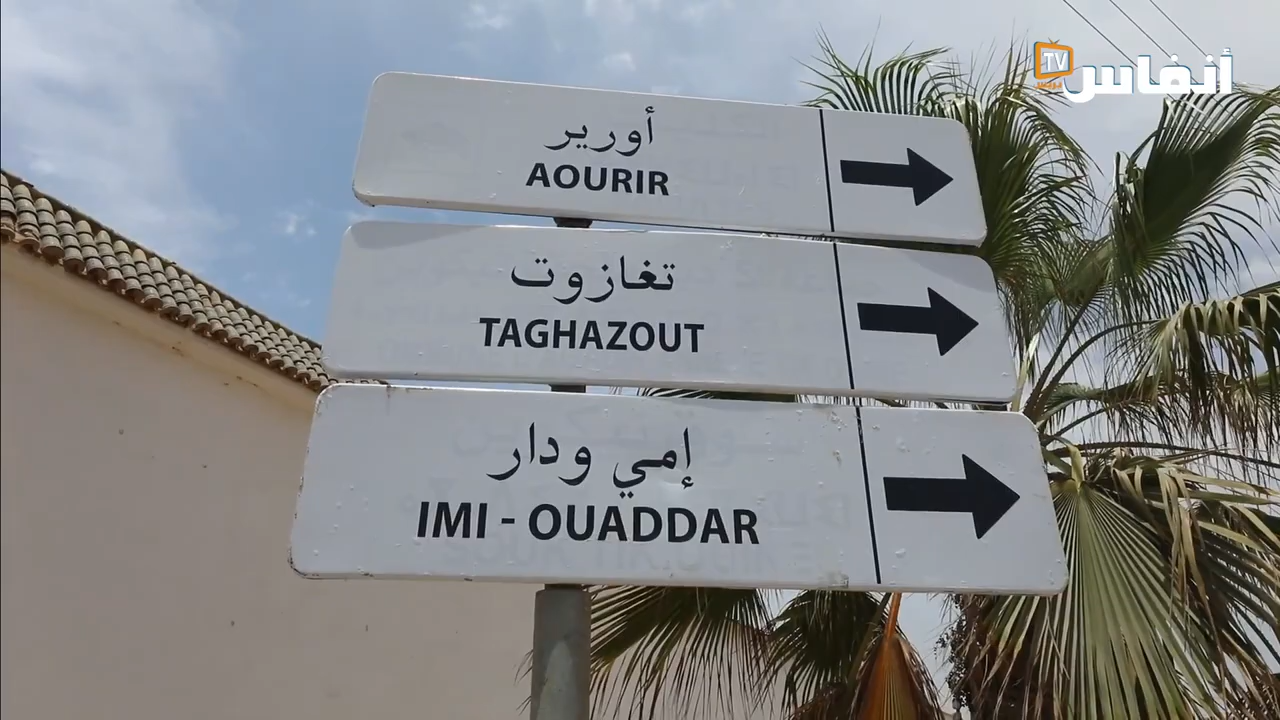 TV
أنفاس
أورير
AOURIR
تغازوت
TAGHAZOUT
إمي ودار
IMI - OUADDAR